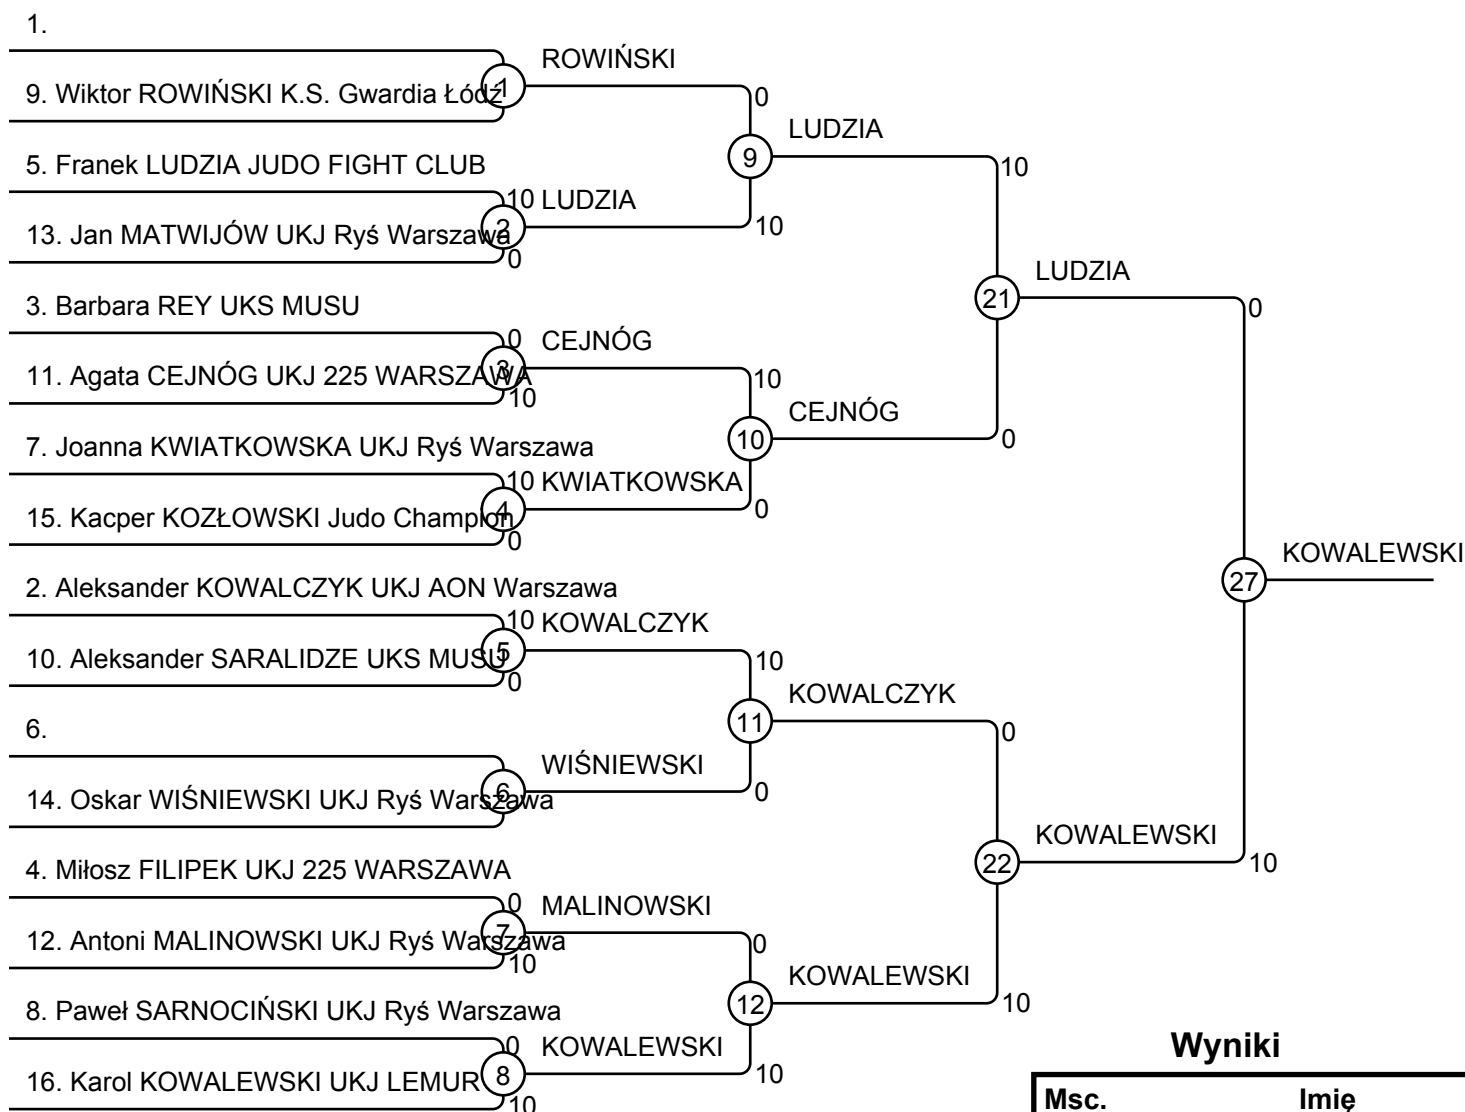 1.
ROWIŃSKI
9. Wiktor ROWIŃSKI K.S. Gwardia Łódź
1
0
LUDZIA
5. Franek LUDZIA JUDO FIGHT CLUB
9
10
10 LUDZIA
2
13. Jan MATWIJÓW UKJ Ryś Warszawa
10
0
LUDZIA
3. Barbara REY UKS MUSU
21
0
0 CEJNÓG
3
11. Agata CEJNÓG UKJ 225 WARSZAWA
10
10
CEJNÓG
7. Joanna KWIATKOWSKA UKJ Ryś Warszawa
10
0
10 KWIATKOWSKA
4
15. Kacper KOZŁOWSKI Judo Champion
0
0
KOWALEWSKI
27
2. Aleksander KOWALCZYK UKJ AON Warszawa
10 KOWALCZYK
5
10. Aleksander SARALIDZE UKS MUSU
10
0
KOWALCZYK
6.
11
0
WIŚNIEWSKI
6
14. Oskar WIŚNIEWSKI UKJ Ryś Warszawa
0
KOWALEWSKI
4. Miłosz FILIPEK UKJ 225 WARSZAWA
22
10
0 MALINOWSKI
7
12. Antoni MALINOWSKI UKJ Ryś Warszawa
0
10
KOWALEWSKI
8. Paweł SARNOCIŃSKI UKJ Ryś Warszawa
12
10
0 KOWALEWSKI
8
16. Karol KOWALEWSKI UKJ LEMUR
10
10
Wyniki
Msc. Imię